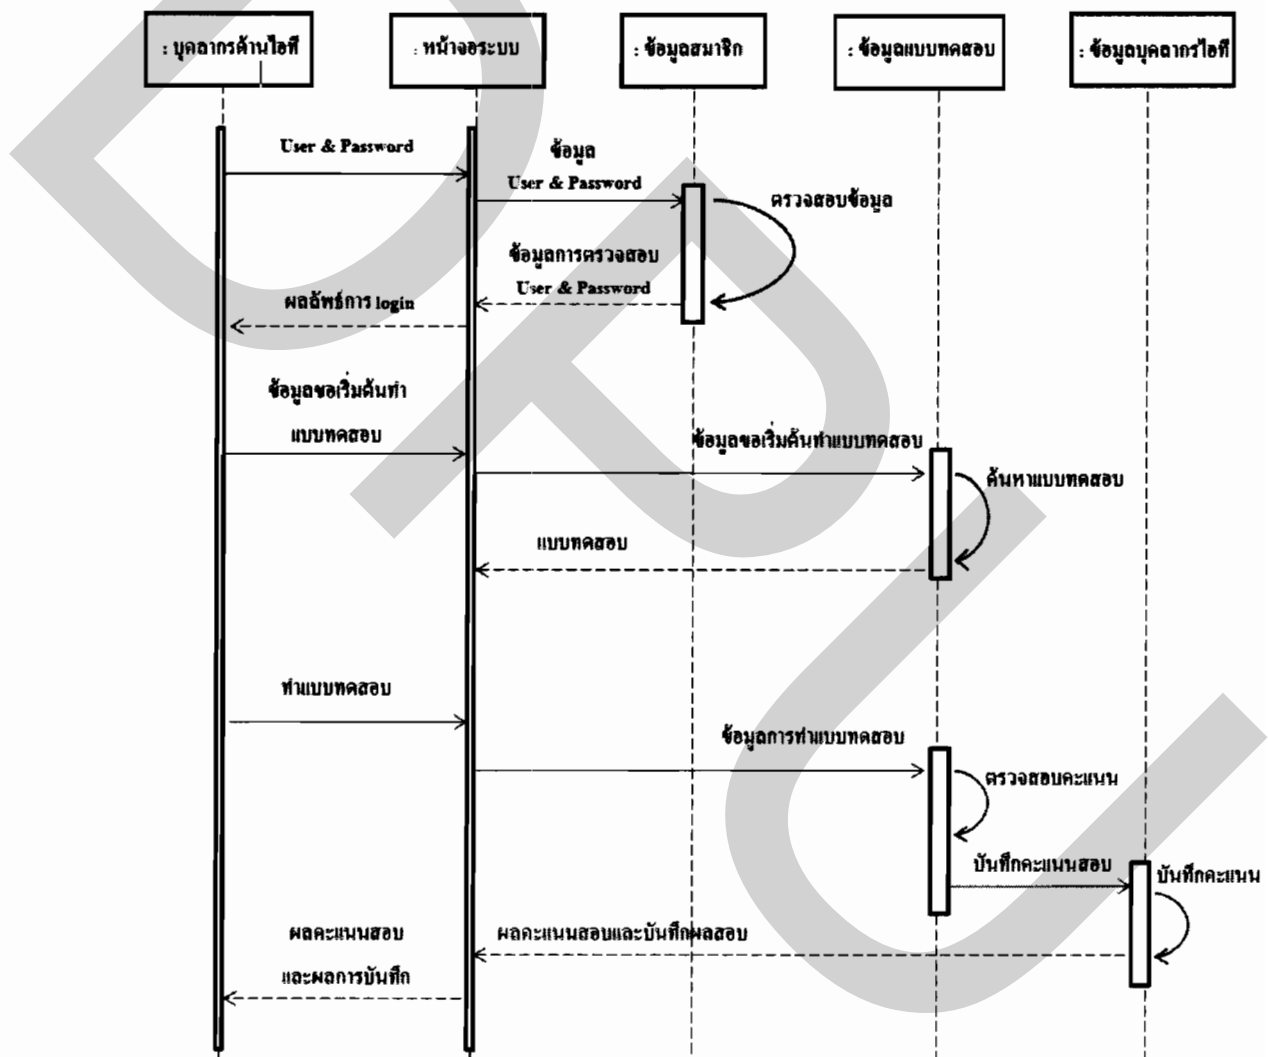 : บุคลากรด้านไอที
: หน้าจอระบบ
: ข้อมูลสมาชิก
: ข้อมูลแบบทดสอบ
: ข้อมูลบุคลากรไอที
User & Password
ข้อมูล
User & Password
ตรวจสอบข้อมูล
ข้อมูลการตรวจสอบ
User & Password
ผลลัพธ์การ login
ข้อมูลขอเริ่มต้นทำ
แบบทดสอบ
ข้อมูลขอเริ่มต้นทำแบบทดสอบ
ค้นหาแบบทดสอบ
แบบทดสอบ
ทำแบบทดสอบ
ข้อมูลการทำแบบทดสอบ
ตรวจสอบคะแนน
บันทึกคะแนนสอบ
บันทึกคะแนน
ผลคะแนนสอบและบันทึกผลสอบ
ผลคะแนนสอบ
และผลการบันทึก
DPU